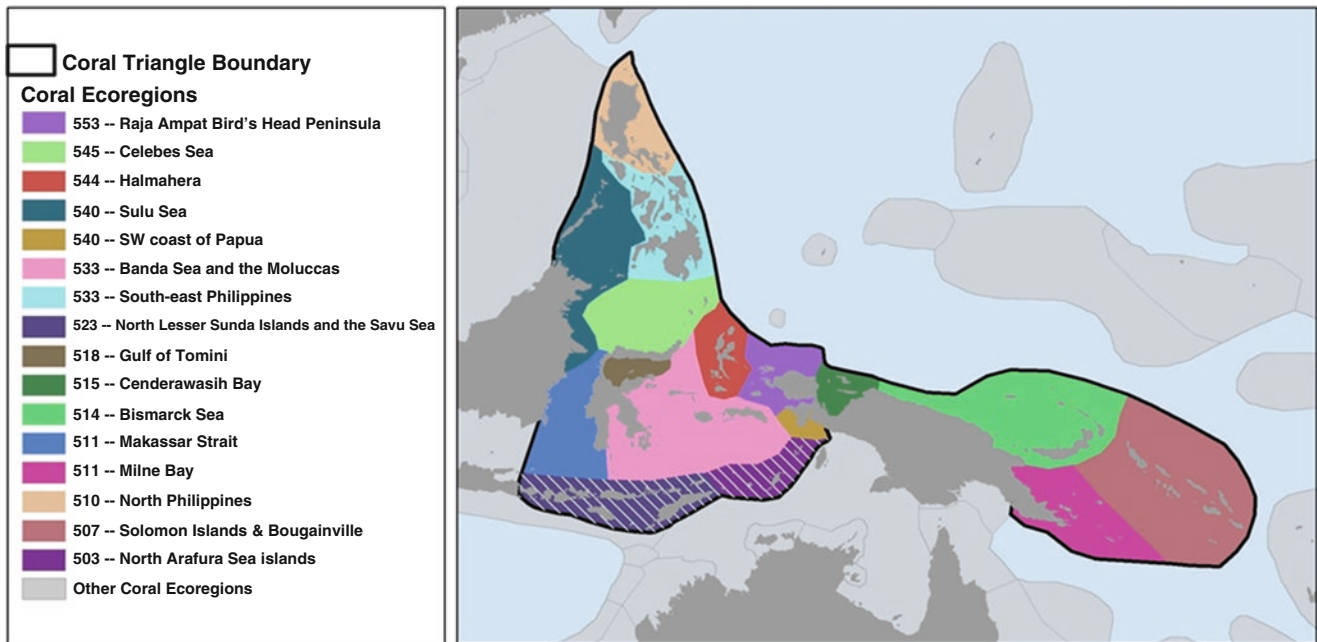 Coral Triangle Boundary
Coral Ecoregions
553 -- Raja Ampat Bird's Head Peninsula
545 -- Celebes Sea
544 -- Halmahera
540 -- Sulu Sea
540 -- SW coast of Papua
533 -- Banda Sea and the Moluccas
533 -- South-east Philippines
523 -- North Lesser Sunda Islands and the Savu Sea
518 -- Gulf of Tomini
515 -- Cenderawasih Bay
514 -- Bismarck Sea
511 -- Makassar Strait
511 -- Milne Bay
510 -- North Philippines
507 -- Solomon Islands & Bougainville
503 -- North Arafura Sea islands
Other Coral Ecoregions